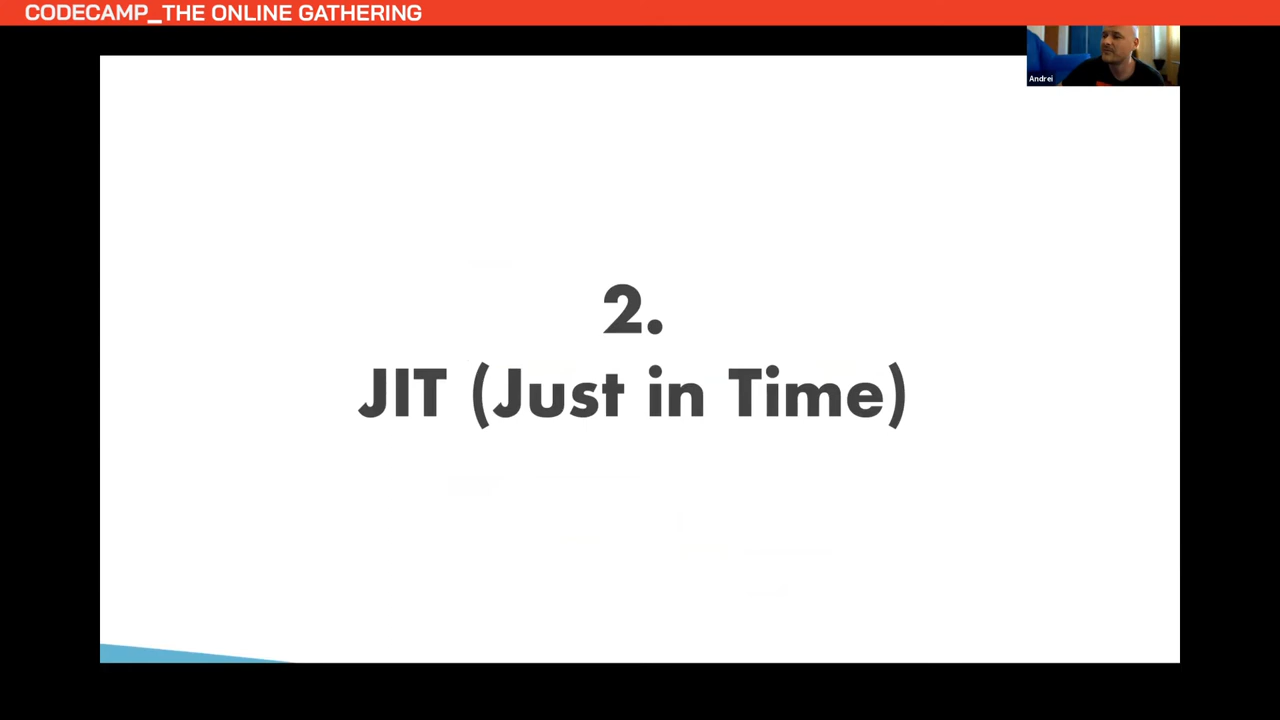 CODECAMP_THE ONLINE GATHERING
Andrei
2.
JIT (Just in Time)